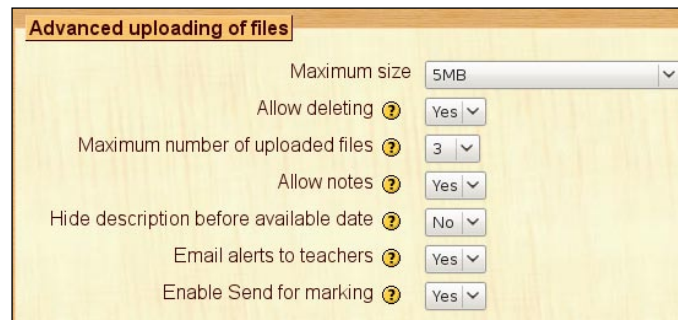 Advanced uploading of files
Maximum size 5MB
Allow deleting ? Yes
Maximum number of uploaded files ? 3
Allow notes ? Yes
Hide description before available date ? No
Email alerts to teachers ? Yes
Enable Send for marking ? Yes